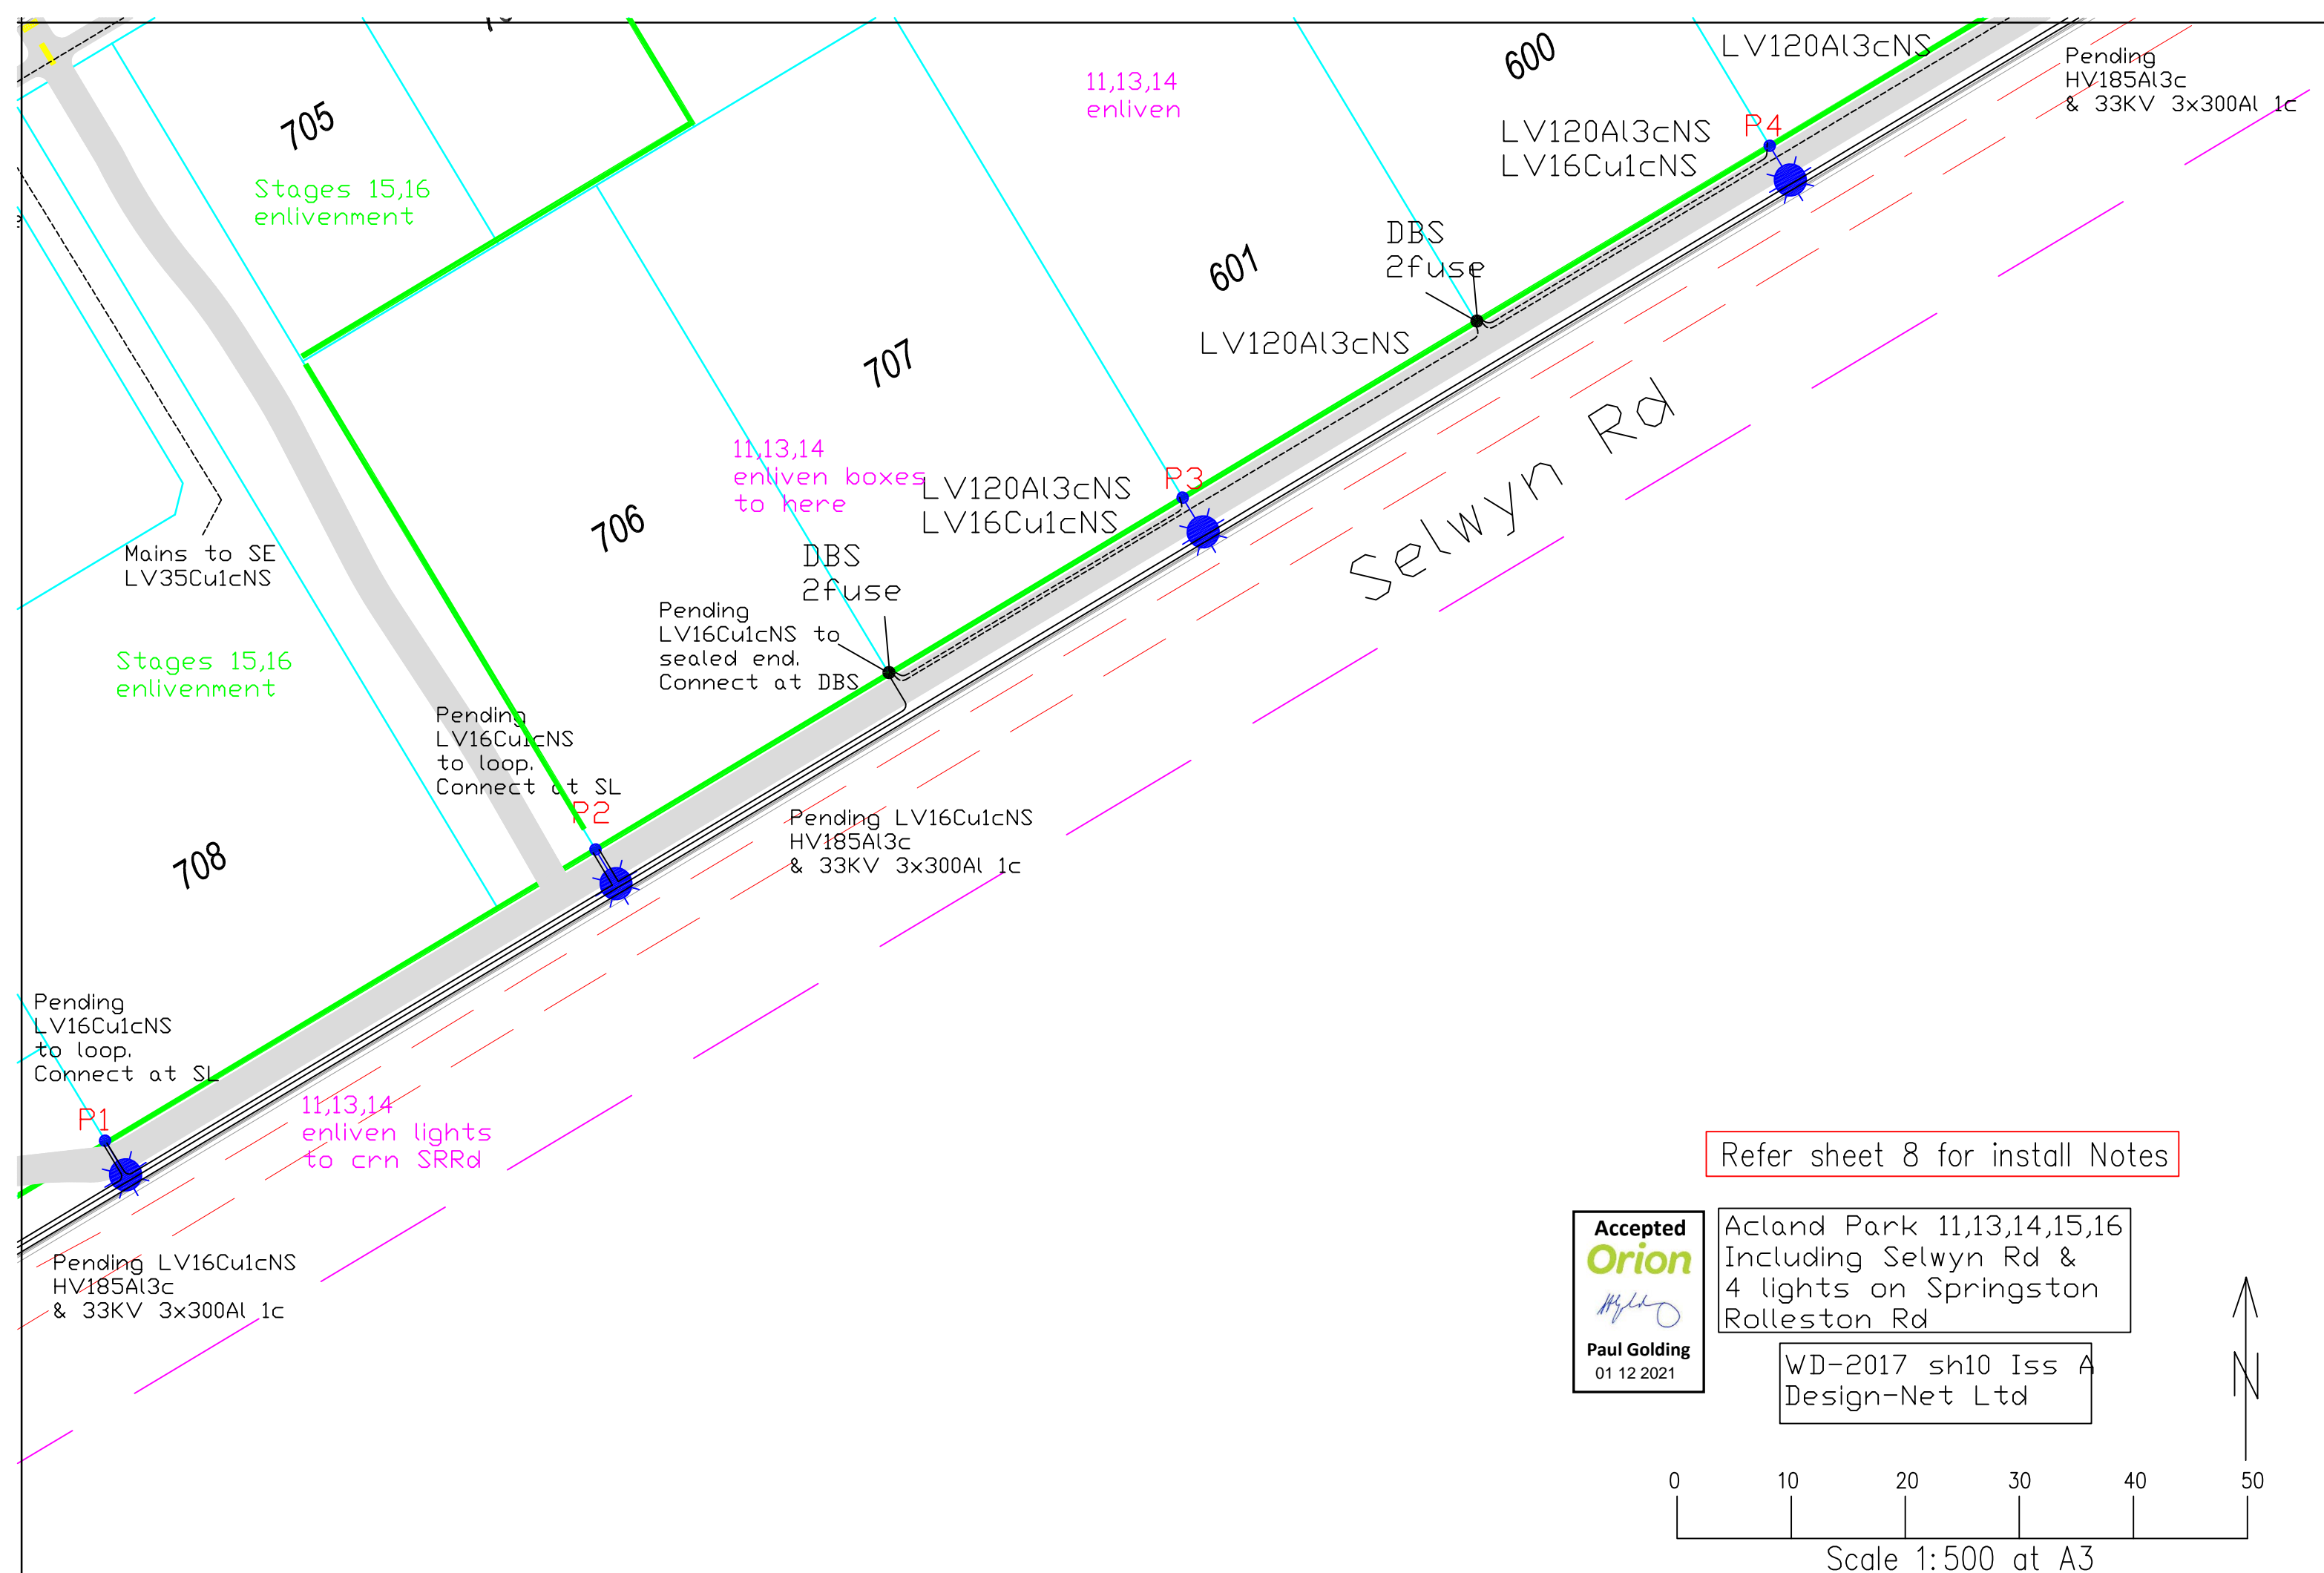 600
LV120Al3cNS
Pending
HV185Al3c
& 33KV 3x300Al 1c
11,13,14
enliven
705
LV120Al3cNS
LV16Cu1cNS
P4
Stages 15,16
enlivenment
DBS
2fuse
601
LV120Al3cNS
707
Selwyn Rd
11,13,14
enliven boxes
to here
LV120Al3cNS
LV16Cu1cNS
P3
706
Mains to SE
LV35Cu1cNS
DBS
2fuse
Pending
LV16Cu1cNS to
sealed end.
Connect at DBS
Stages 15,16
enlivenment
Pending
LV16Cu1cNS
to loop.
Connect at SL
P2
Pending LV16Cu1cNS
HV185Al3c
& 33KV 3x300Al 1c
708
Pending
LV16Cu1cNS
to loop.
Connect at SL
P1
11,13,14
enliven lights
to crn SRRd
Pending LV16Cu1cNS
HV185Al3c
& 33KV 3x300Al 1c
Refer sheet 8 for install Notes
Accepted
Orion
Paul Golding
01 12 2021
Acland Park 11,13,14,15,16
Including Selwyn Rd &
4 lights on Springston
Rolleston Rd
WD-2017 sh10 Iss A
Design-Net Ltd
N
0 10 20 30 40 50
Scale 1:500 at A3